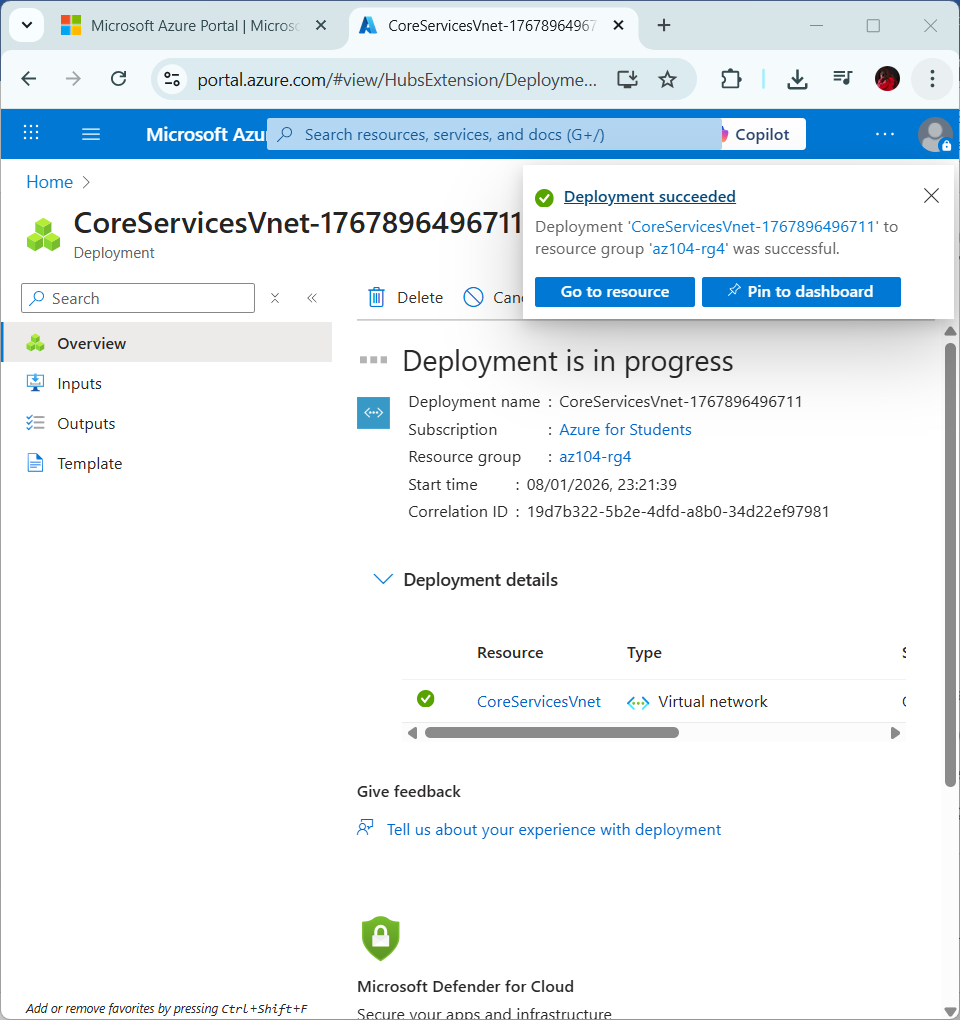 Microsoft Azure Portal | Microso
CoreServicesVnet-17678964967
portal.azure.com/#view/HubsExtension/Deployme...
Microsoft Azu
Search resources, services, and docs (G+/)
Copilot
Home
Deployment succeeded
Deployment 'CoreServicesVnet-1767896496711' to
resource group 'az104-rg4' was successful.
Go to resource
Pin to dashboard
CoreServicesVnet-1767896496711
Deployment
Search
Delete
Canc
Overview
Inputs
Outputs
Template
Deployment is in progress
Deployment name : CoreServicesVnet-1767896496711
Subscription : Azure for Students
Resource group : az104-rg4
Start time : 08/01/2026, 23:21:39
Correlation ID : 19d7b322-5b2e-4dfd-a8b0-34d22ef97981
Deployment details
Resource Type
CoreServicesVnet Virtual network
Give feedback
Tell us about your experience with deployment
Microsoft Defender for Cloud
Secure your apps and infrastructure
Add or remove favorites by pressing Ctrl+Shift+F